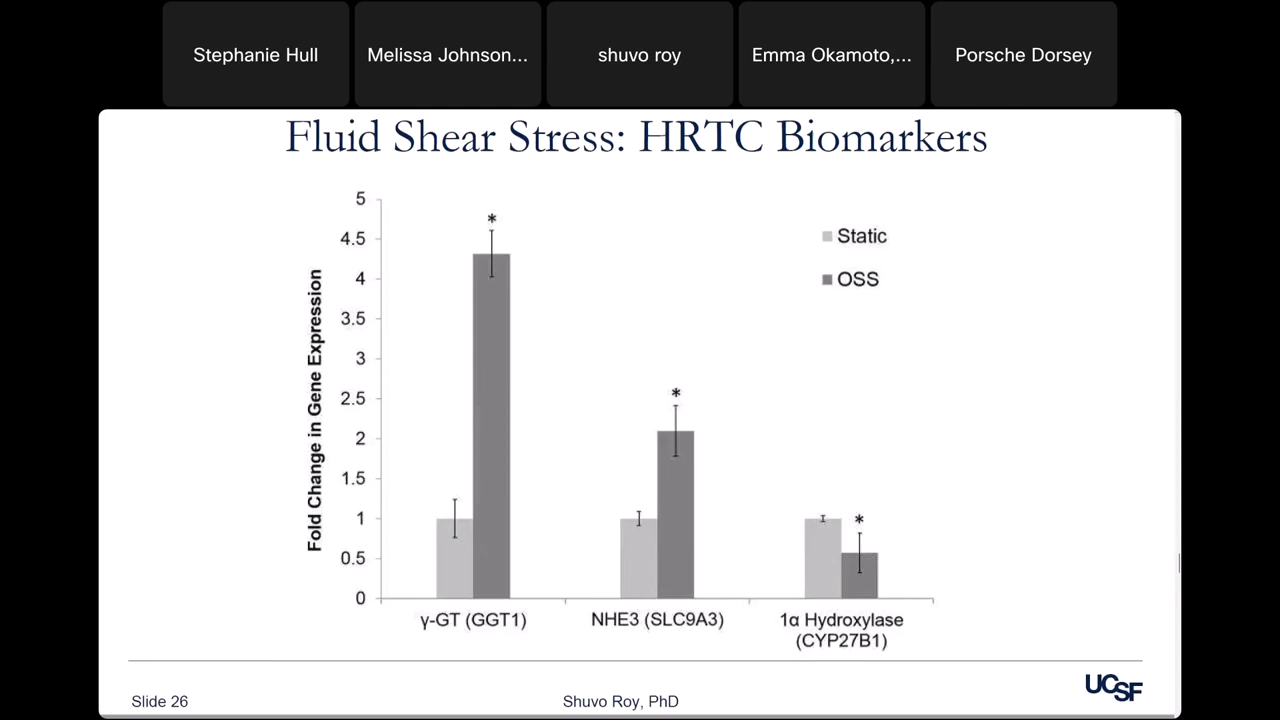 Stephanie Hull
Melissa Johnson...
shuvo roy
Emma Okamoto,...
Porsche Dorsey
Fluid Shear Stress: HRTC Biomarkers
Fold Change in Gene Expression
5
4.5
4
3.5
3
2.5
2
1.5
1
0.5
0
*
*
*
Static
OSS
γ-GT (GGT1)
NHE3 (SLC9A3)
1α Hydroxylase
(CYP27B1)
Slide 26
Shuvo Roy, PhD
UCSF